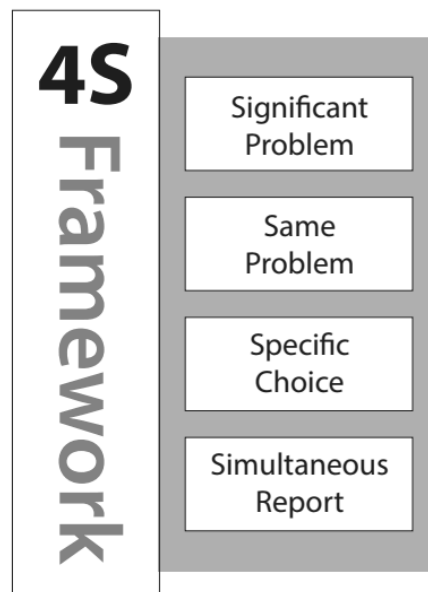 4S
Framework
Significant
Problem
Same
Problem
Specific
Choice
Simultaneous
Report